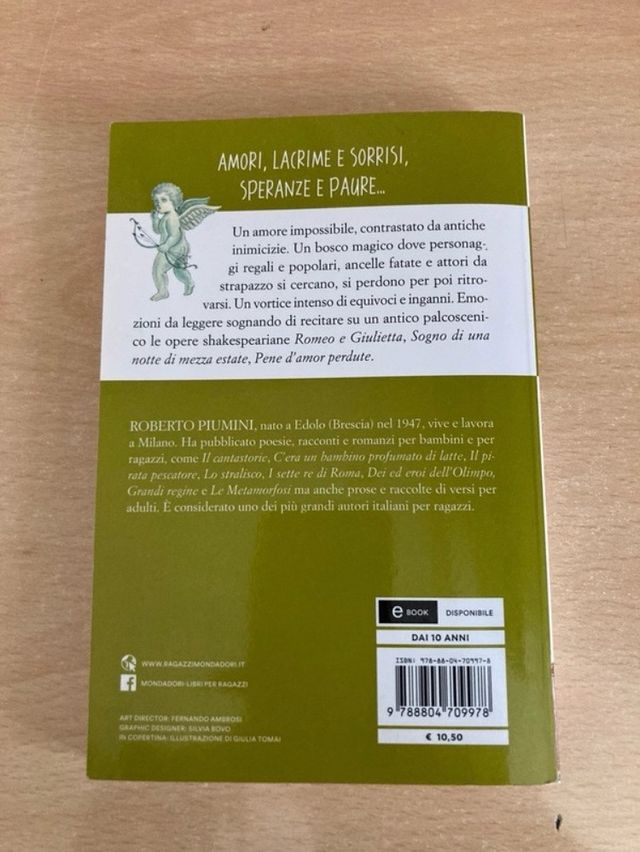 AMORI, LACRIME E SORRISI,
SPERANZE E PAURE...
Un amore impossibile, contrastato da antiche
inimicizie. Un bosco magico dove personag-
gi regali e popolari, ancelle fatate e attori da
strapazzo si cercano, si perdono per poi ritro-
varsi. Un vortice intenso di equivoci e inganni. Emo-
zioni da leggere sognando di recitare su un antico palcosceni-
co le opere shakespeariane Romeo e Giulietta, Sogno di una
notte di mezza estate, Pene d'amor perdute.
ROBERTO PIUMINI, nato a Edolo (Brescia) nel 1947, vive e lavora
a Milano. Ha pubblicato poesie, racconti e romanzi per bambini e per
ragazzi, come Il cantastorie, C'era un bambino profumato di latte, Il pi-
rata pescatore, Lo stralisco, I sette re di Roma, Dei ed eroi dell'Olimpo,
Grandi regine e Le Metamorfosi ma anche prose e raccolte di versi per
adulti. È considerato uno dei più grandi autori italiani per ragazzi.
e BOOK DISPONIBILE
DAI 10 ANNI
ISBN: 978-88-04-70997-8
9 788804 709978
€ 10,50
WWW.RAGAZZIMONDADORI.IT
MONDADORI-LIBRI PER RAGAZZI
ART DIRECTOR: FERNANDO AMBROSI
GRAPHIC DESIGNER: SILVIA BOVO
IN COPERTINA: ILLUSTRAZIONE DI GIULIA TOMAI